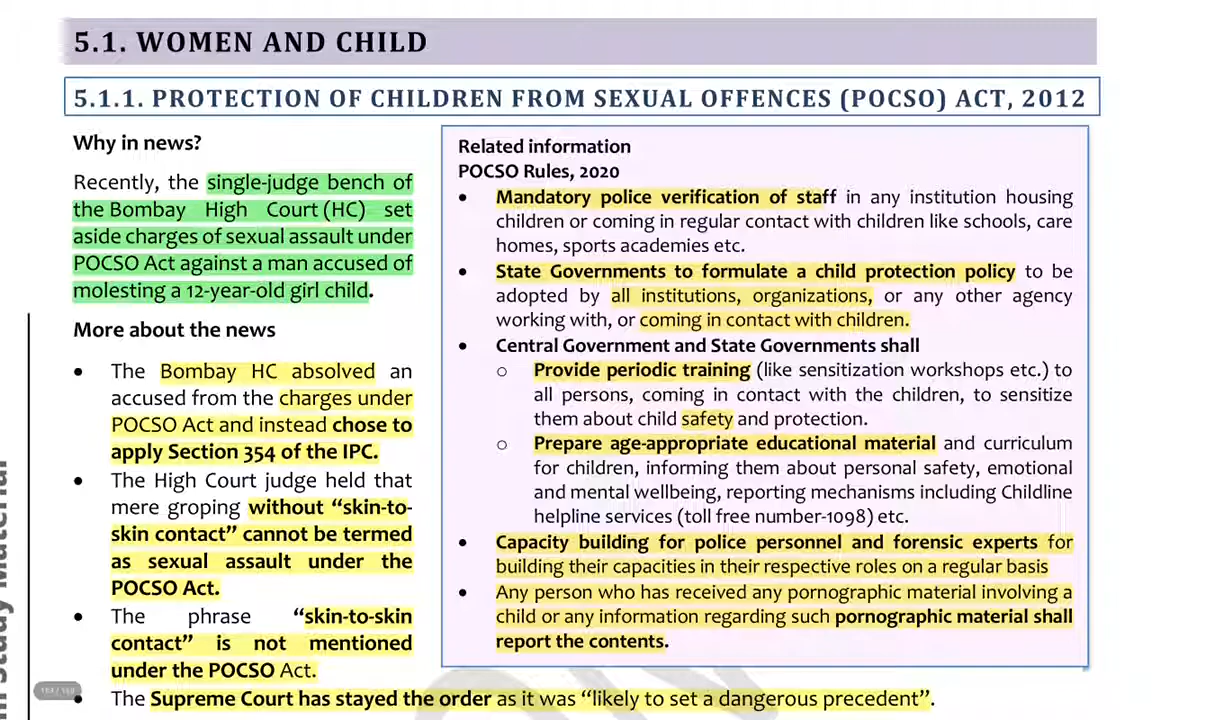 5.1. WOMEN AND CHILD
5.1.1. PROTECTION OF CHILDREN FROM SEXUAL OFFENCES (POCSO) ACT, 2012
Why in news?
Recently, the single-judge bench of
the Bombay High Court (HC) set
aside charges of sexual assault under
POCSO Act against a man accused of
molesting a 12-year-old girl child.
More about the news
• The Bombay HC absolved an
accused from the charges under
POCSO Act and instead chose to
apply Section 354 of the IPC.
• The High Court judge held that
mere groping without “skin-to-
skin contact” cannot be termed
as sexual assault under the
POCSO Act.
• The phrase “skin-to-skin
contact” is not mentioned
under the POCSO Act.
• The Supreme Court has stayed the order as it was “likely to set a dangerous precedent”.
Related information
POCSO Rules, 2020
• Mandatory police verification of staff in any institution housing
children or coming in regular contact with children like schools, care
homes, sports academies etc.
• State Governments to formulate a child protection policy to be
adopted by all institutions, organizations, or any other agency
working with, or coming in contact with children.
• Central Government and State Governments shall
o Provide periodic training (like sensitization workshops etc.) to
all persons, coming in contact with the children, to sensitize
them about child safety and protection.
o Prepare age-appropriate educational material and curriculum
for children, informing them about personal safety, emotional
and mental wellbeing, reporting mechanisms including Childline
helpline services (toll free number-1098) etc.
• Capacity building for police personnel and forensic experts for
building their capacities in their respective roles on a regular basis
• Any person who has received any pornographic material involving a
child or any information regarding such pornographic material shall
report the contents.
Study Material